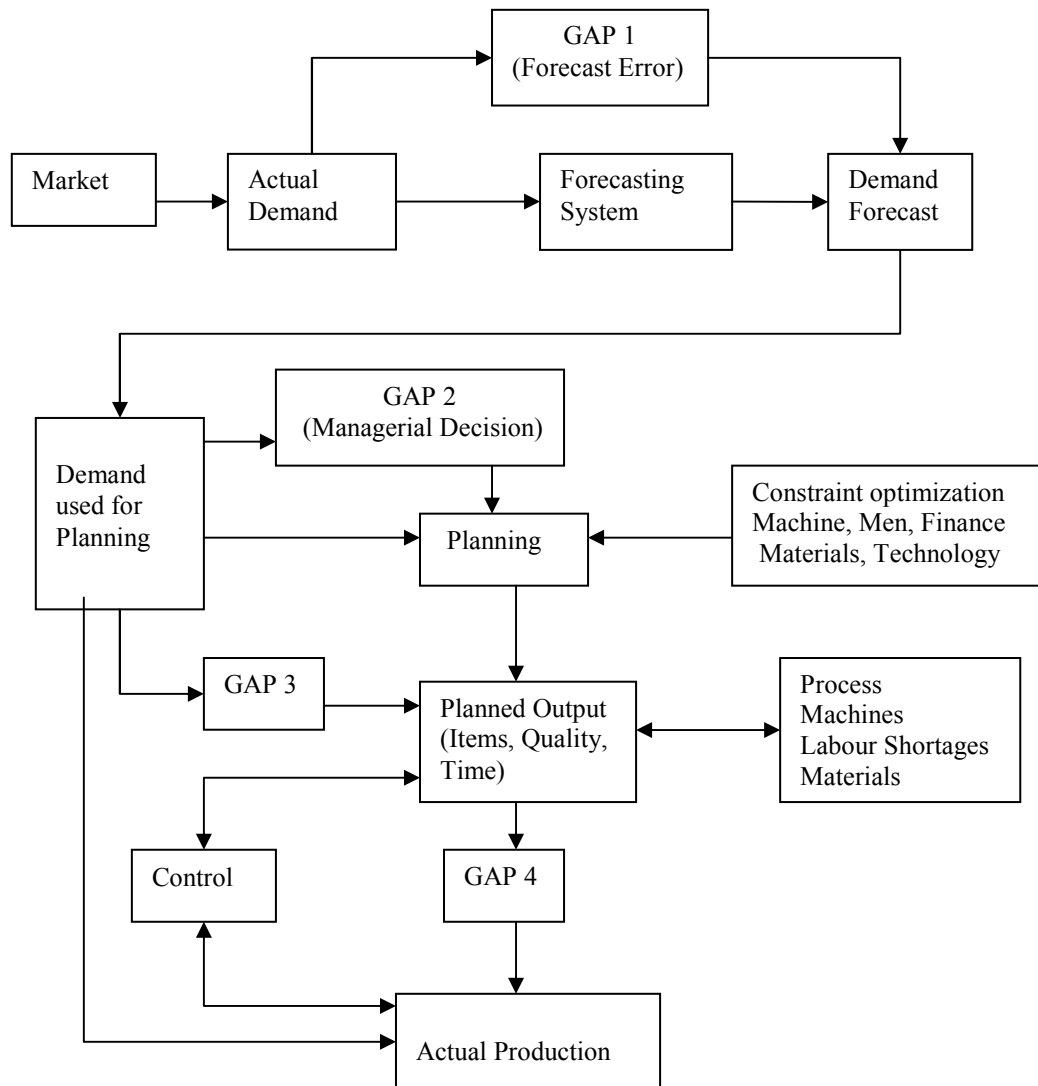 GAP 1
(Forecast Error)
Market
Actual
Demand
Forecasting
System
Demand
Forecast
GAP 2
(Managerial Decision)
Demand
used for
Planning
Planning
Constraint optimization
Machine, Men, Finance
Materials, Technology
GAP 3
Planned Output
(Items, Quality,
Time)
Process
Machines
Labour Shortages
Materials
Control
GAP 4
Actual Production